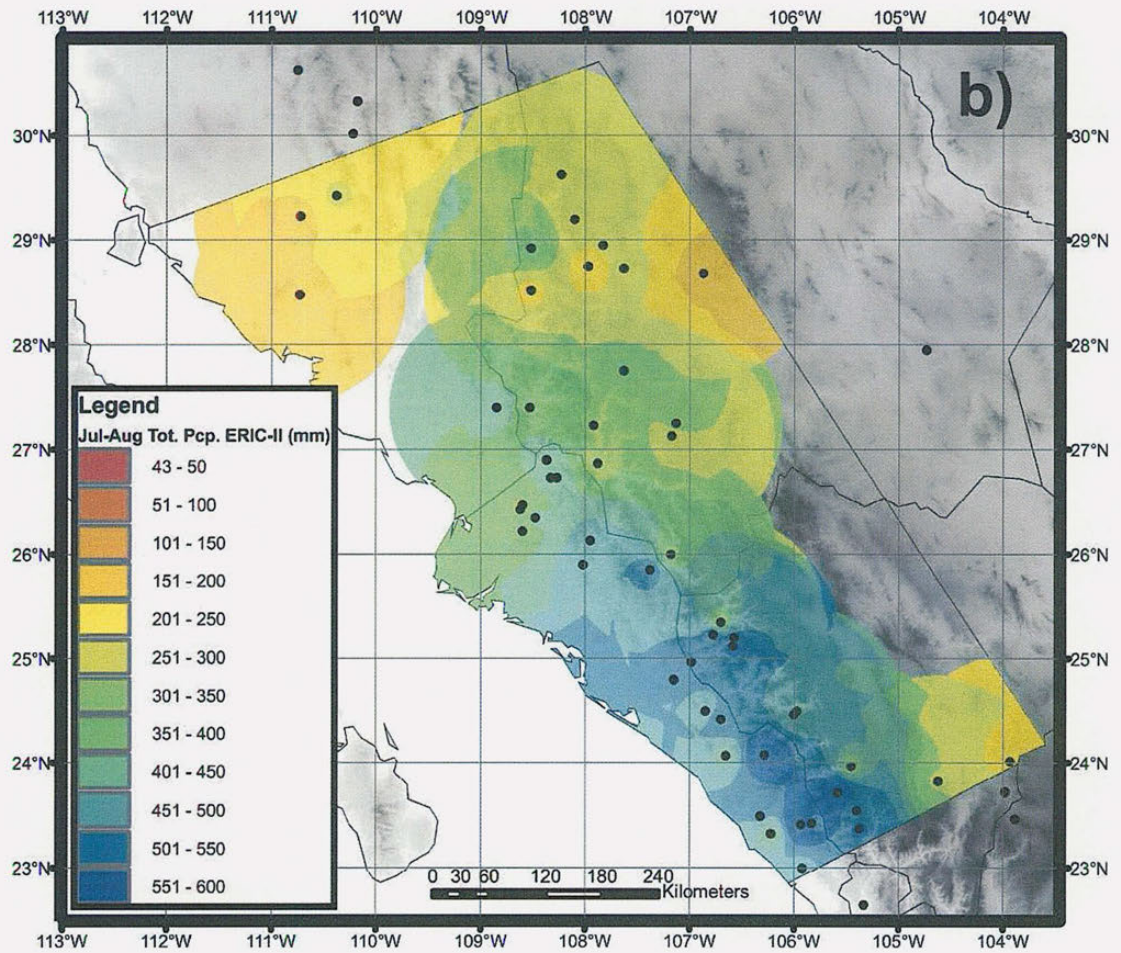 113°W 112°W 111°W 110°W 109°W 108°W 107°W 106°W 105°W 104°W
b)
30°N 30°N
29°N 29°N
28°N 28°N
Legend
Jul-Aug Tot. Pcp. ERIC-II (mm)
27°N 27°N
43 - 50
51 - 100
101 - 150
26°N 26°N
151 - 200
201 - 250
25°N 25°N
251 - 300
301 - 350
351 - 400
24°N 24°N
401 - 450
451 - 500
501 - 550
23°N 23°N
551 - 600
0 30 60 120 180 240
Kilometers
113°W 112°W 111°W 110°W 109°W 108°W 107°W 106°W 105°W 104°W